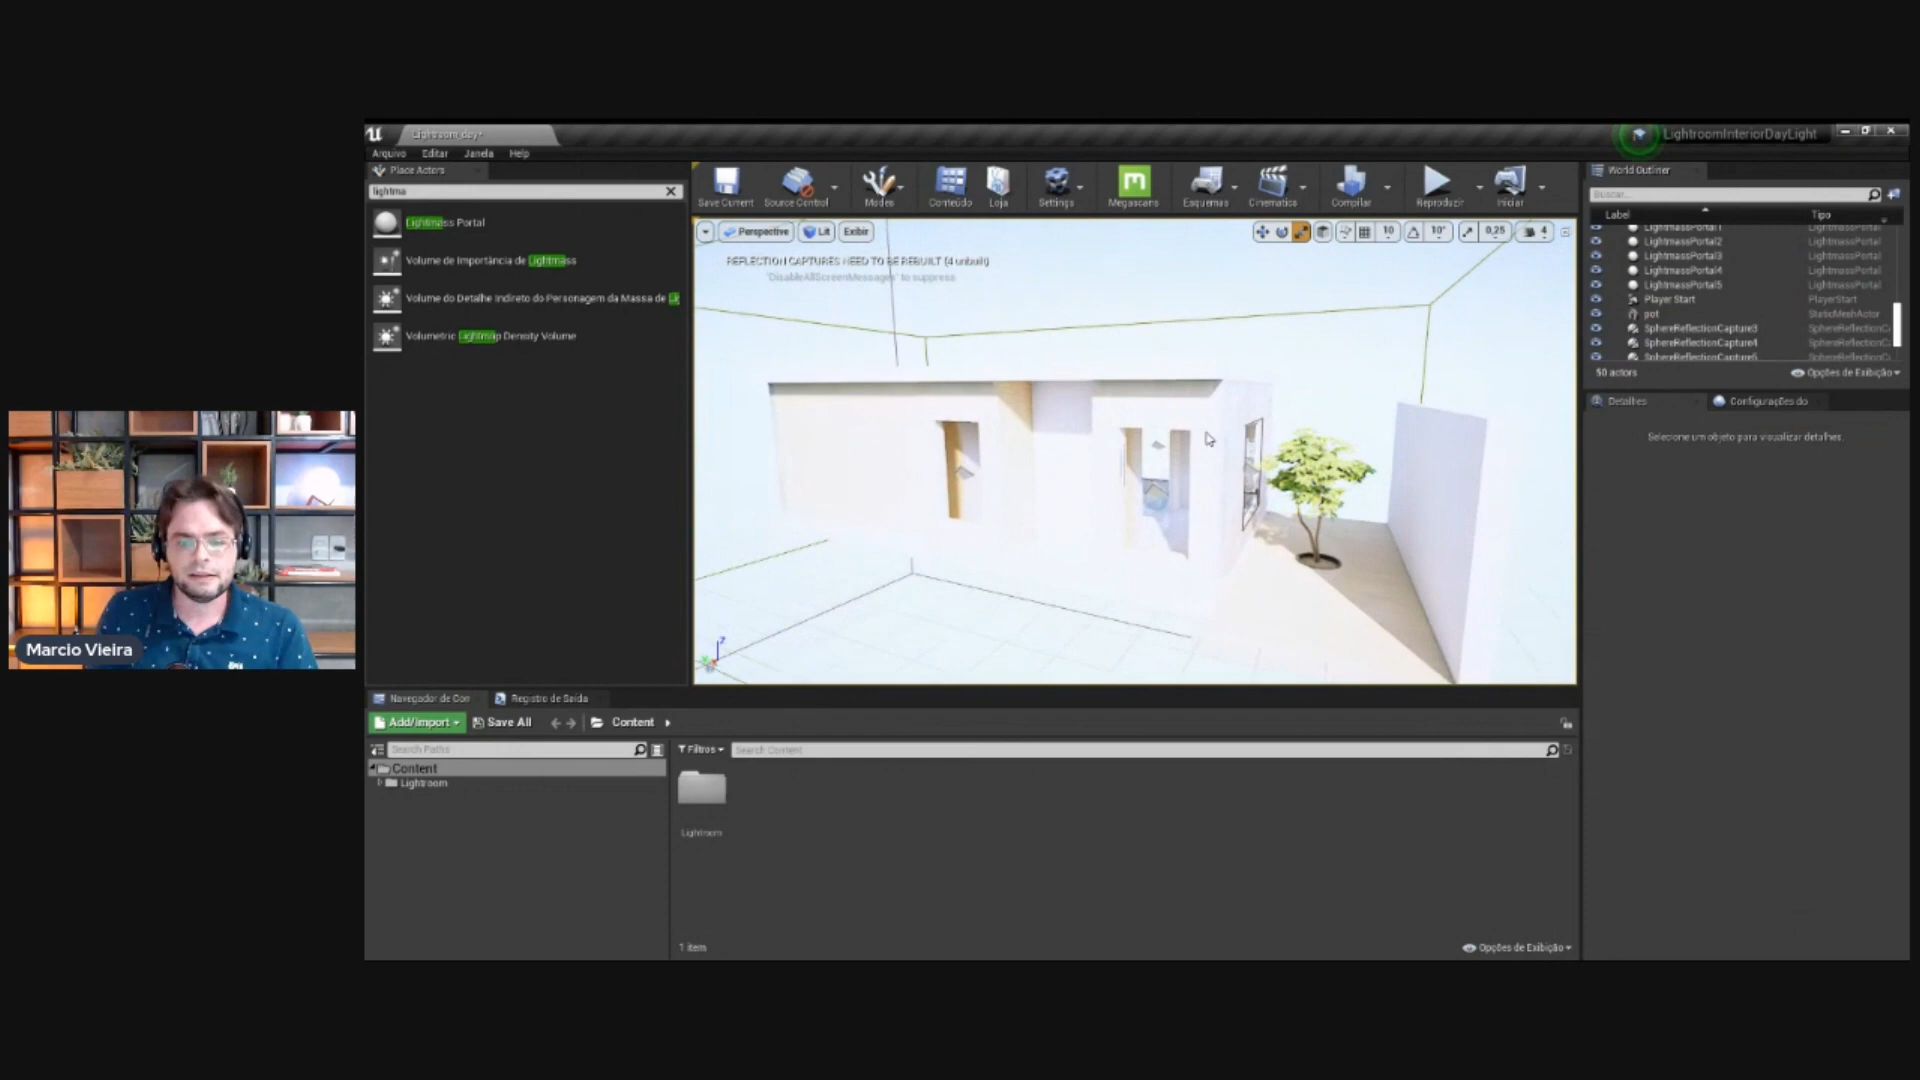 Lightroom_day*
LightroomInteriorDayLight
Arquivo Editar Janela Help
Place Actors
World Outliner
lightma
Save Current Source Control Modes Conteúdo Loja Settings Megascans Esquemas Cinematics Compilar Reproduzir Iniciar
Buscar...
Label Tipo
Lightmass Portal
Volume de Importância de Lightmass
Volume do Detalhe Indireto do Personagem da Massa de Lig
Volumetric Lightmap Density Volume
Perspective Lit Exibir 10 10° 0,25 4
REFLECTION CAPTURES NEED TO BE REBUILT (4 unbuilt)
'DisableAllScreenMessages' to suppress
LightmassPortal1 LightmassPortal
LightmassPortal2 LightmassPortal
LightmassPortal3 LightmassPortal
LightmassPortal4 LightmassPortal
LightmassPortal5 LightmassPortal
Player Start PlayerStart
pot StaticMeshActor
SphereReflectionCapture3 SphereReflectionC
SphereReflectionCapture4 SphereReflectionC
SphereReflectionCapture5 SphereReflectionC
50 actors Opções de Exibição
Detalhes Configurações do
Selecione um objeto para visualizar detalhes.
Z
Marcio Vieira
Navegador de Con Registro de Saída
Add/Import Save All Content
Search Paths Filtros Search Content
Content
Lightroom
Lightroom
1 item Opções de Exibição